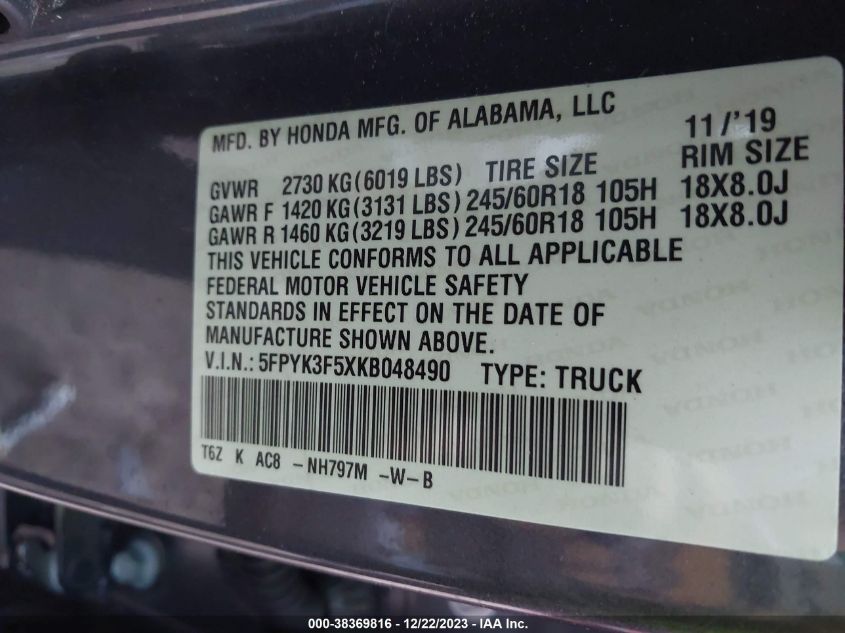 MFD. BY HONDA MFG. OF ALABAMA, LLC 11/'19
GVWR 2730 KG(6019 LBS) TIRE SIZE RIM SIZE
GAWR F 1420 KG(3131 LBS) 245/60R18 105H 18X8.0J
GAWR R 1460 KG(3219 LBS) 245/60R18 105H 18X8.0J
THIS VEHICLE CONFORMS TO ALL APPLICABLE
FEDERAL MOTOR VEHICLE SAFETY
STANDARDS IN EFFECT ON THE DATE OF
MANUFACTURE SHOWN ABOVE.
V.I.N.: 5FPYK3F5XKB048490 TYPE: TRUCK
T6Z K AC8 -NH797M -W-B
000-38369816 - 12/22/2023 - IAA Inc.